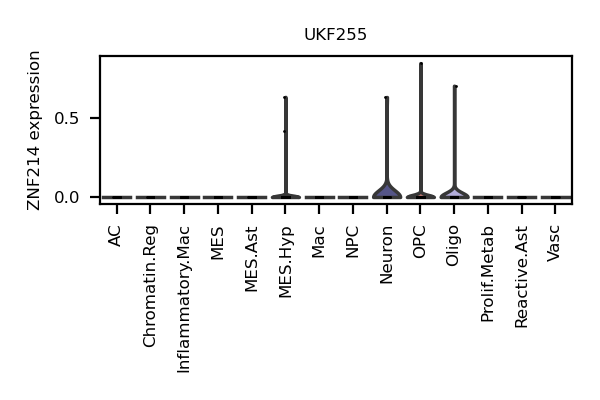 UKF255
ZNF214 expression
0.5
0.0
AC
Chromatin.Reg
Inflammatory.Mac
MES
MES.Ast
MES.Hyp
Mac
NPC
Neuron
OPC
Oligo
Prolif.Metab
Reactive.Ast
Vasc